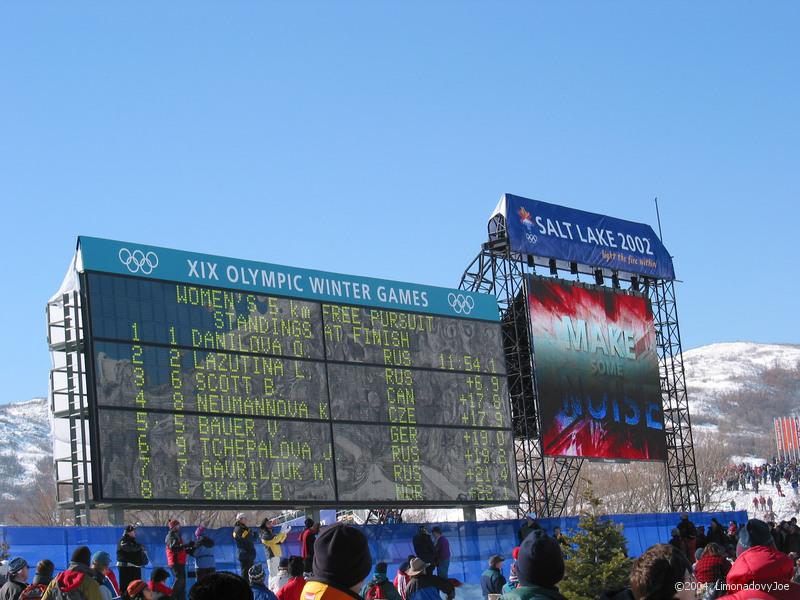 XIX OLYMPIC WINTER GAMES
WOMEN'S 5 km FREE PURSUIT
STANDINGS AT FINISH
1 1 DANILOVA O. RUS 11:54.1
2 2 LAZUTINA L. RUS +6.9
3 6 SCOTT B. CAN +17.8
4 8 NEUMANNOVA K CZE +17.9
5 5 BAUER V. GER +19.0
6 9 TCHEPALOVA J RUS +19.8
7 7 GAVRILJUK N. RUS +21.4
8 4 SKARI B. NOR
SALT LAKE 2002
light the fire within
MAKE
SOME
NOISE
©2004, LimonadovyJoe